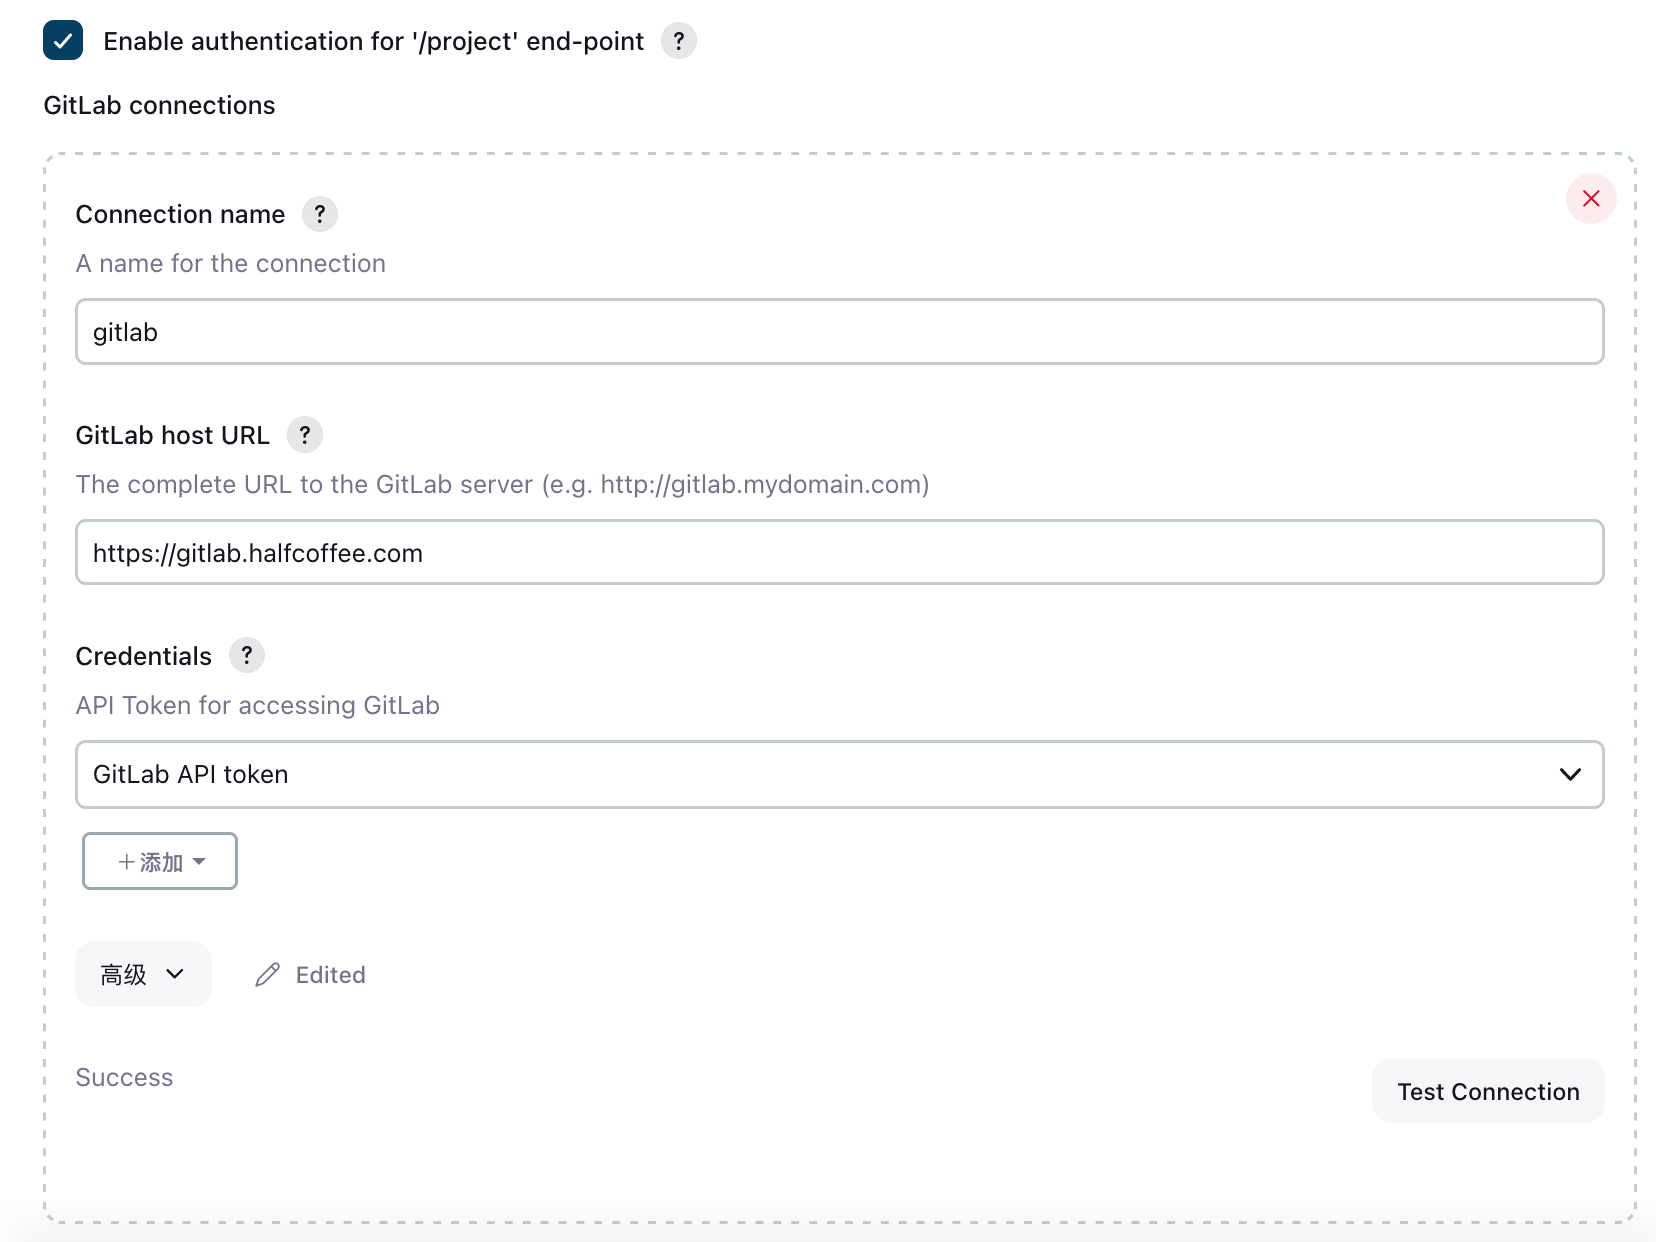 Enable authentication for '/project' end-point ?
GitLab connections
Connection name ?
A name for the connection
gitlab
GitLab host URL ?
The complete URL to the GitLab server (e.g. http://gitlab.mydomain.com)
https://gitlab.halfcoffee.com
Credentials ?
API Token for accessing GitLab
GitLab API token
+添加
高级
Edited
Success
Test Connection